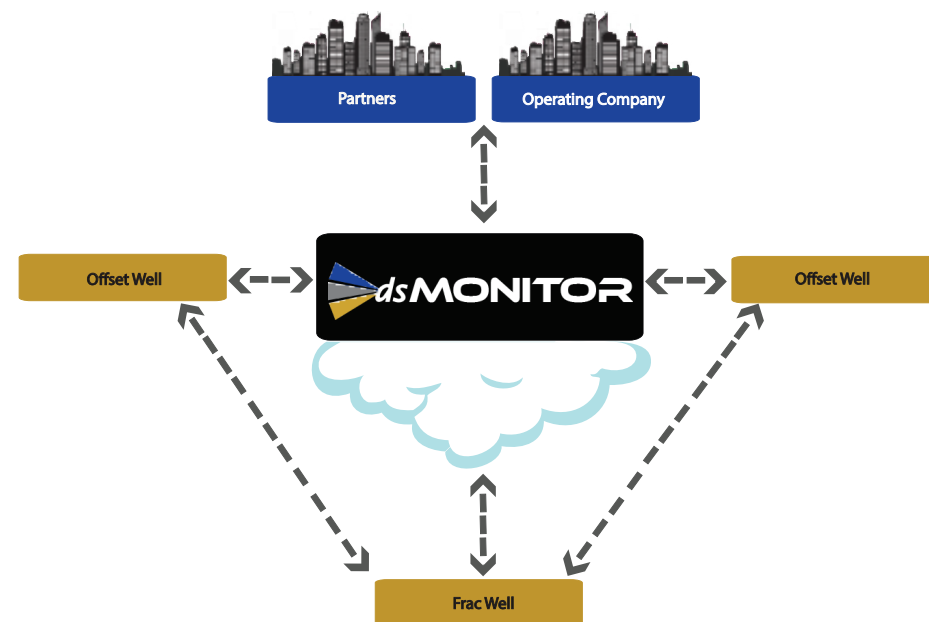 Partners
Operating Company
Offset Well
dsMONITOR
Offset Well
Frac Well